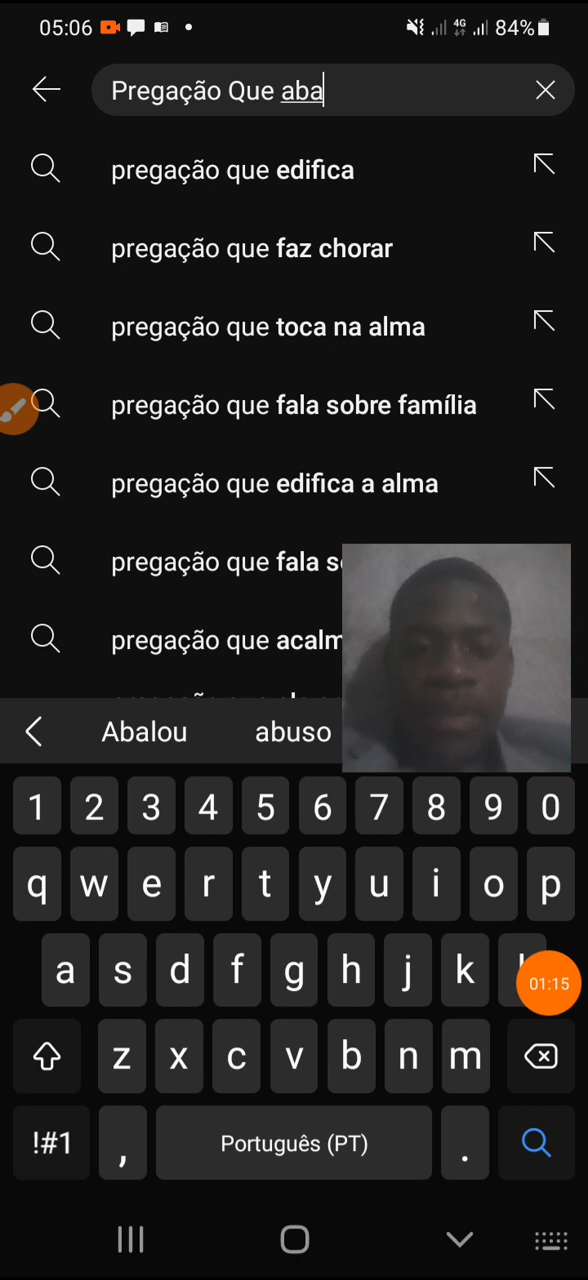 05:06 4G 84%
Pregação Que aba
pregação que edifica
pregação que faz chorar
pregação que toca na alma
pregação que fala sobre família
pregação que edifica a alma
pregação que fala
pregação que
Abalou abuso
1 2 3 4 5 6 7 8 9 0
q w e r t y u i o p
a s d f g h j k
01:15
z x c v b n m
!#1 , Português (PT) .